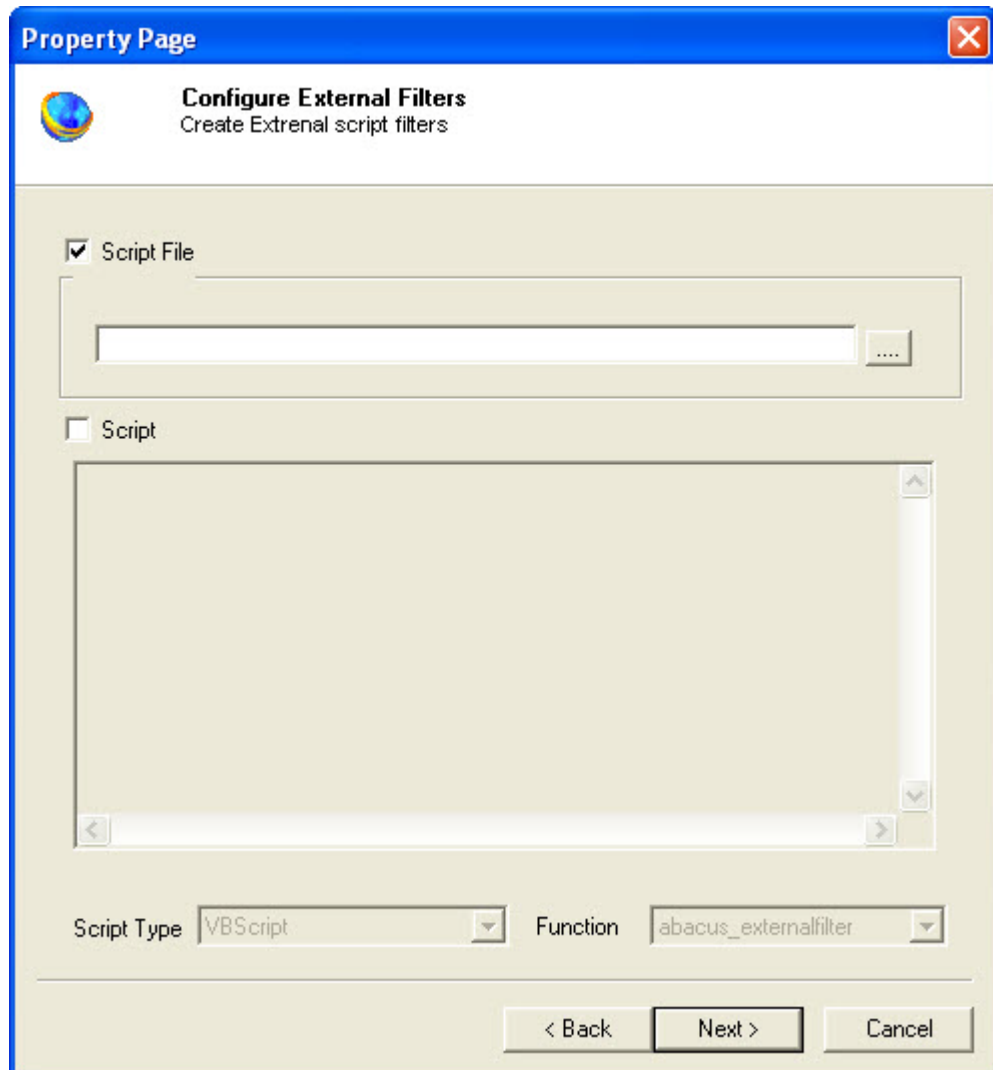 Property Page
Configure External Filters
Create Extrenal script filters
Script File
....
Script
Script Type VBScript Function abacus_externalfilter
< Back Next > Cancel